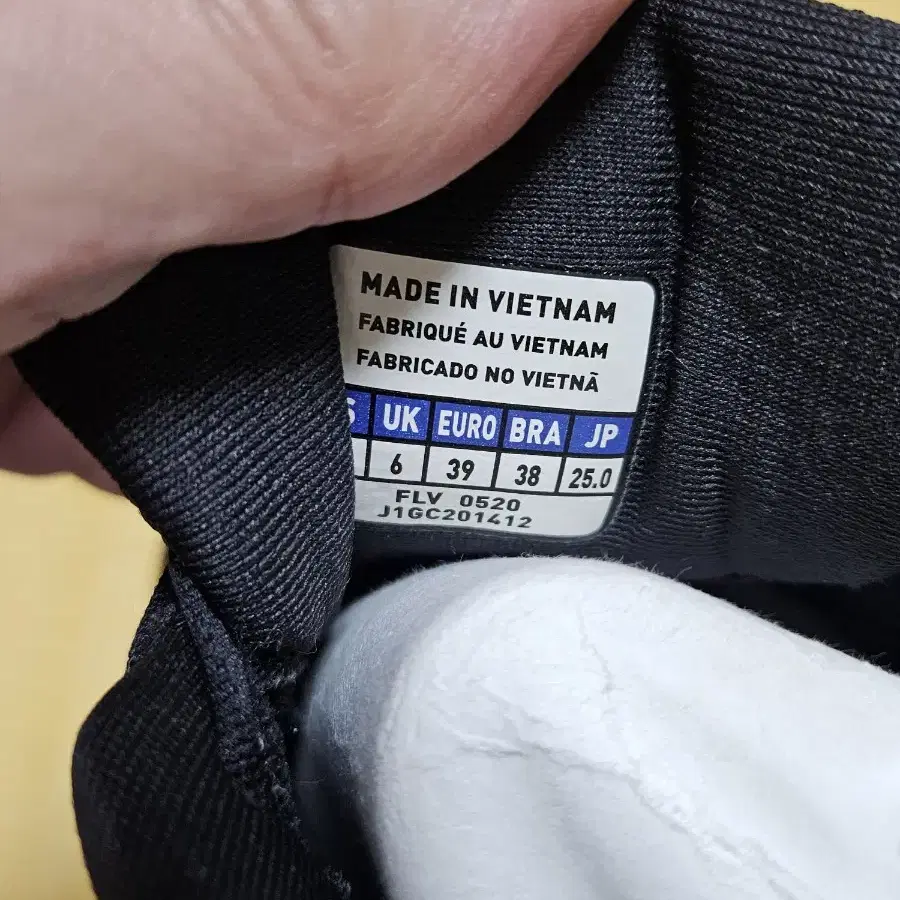 MADE IN VIETNAM
FABRIQUÉ AU VIETNAM
FABRICADO NO VIETNÃ
S UK EURO BRA JP
6 39 38 25.0
FLV 0520
J1GC201412